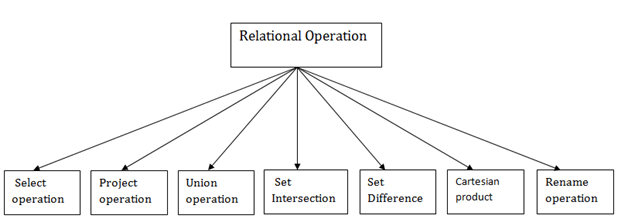 Relational Operation
Select
operation
Project
operation
Union
operation
Set
Intersection
Set
Difference
Cartesian
product
Rename
operation